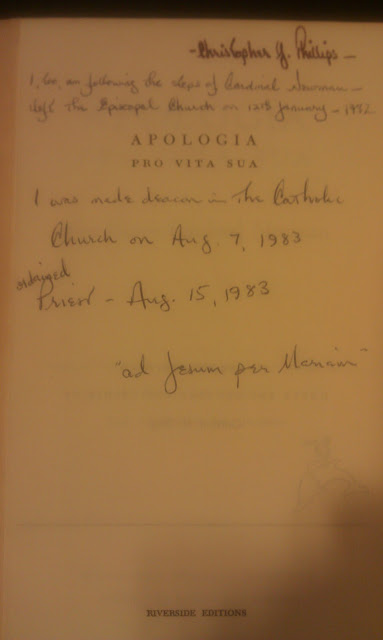 - Christopher G. Phillips -
I, too, am following the steps of Cardinal Newman -
left The Episcopal Church on 12th January - 1982
APOLOGIA
PRO VITA SUA
I was made deacon in The Catholic
Church on Aug. 7, 1983
ordained
Priest - Aug. 15, 1983
"ad Jesum per Mariam"
RIVERSIDE EDITIONS